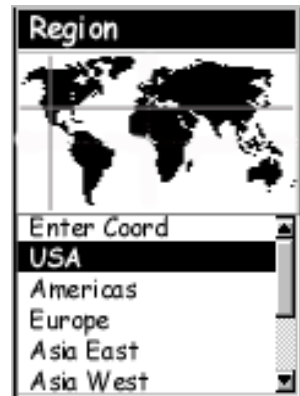 Region
Enter Coord
USA
Americas
Europe
Asia East
Asia West